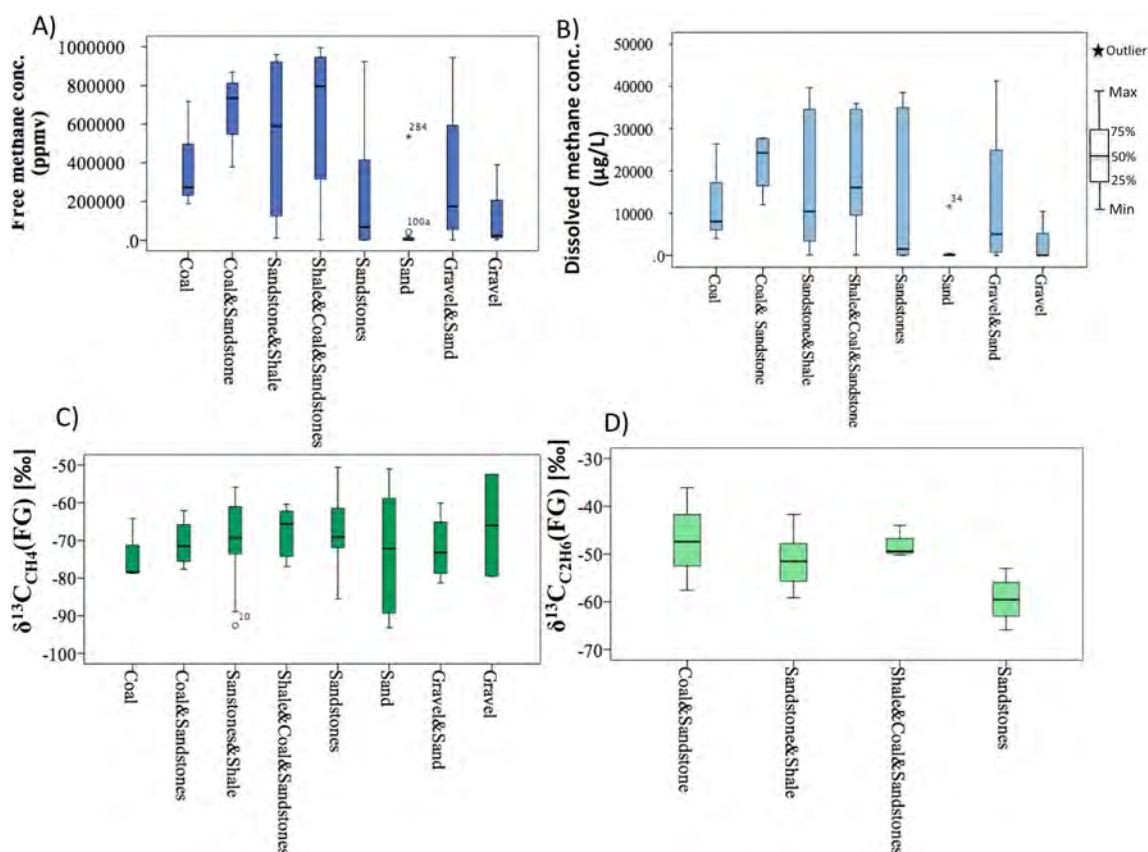 A)
Free methane conc.
(ppmv)
1000000
800000
600000
400000
200000
.0
284
100a
Coal
Coal&Sandstone
Sandstone&Shale
Shale&Coal&Sandstones
Sandstones
Sand
Gravel&Sand
Gravel
B)
Dissolved methane conc.
(µg/L)
50000
40000
30000
20000
10000
.0
34
Coal
Coal& Sandstone
Sandstone&Shale
Shale&Coal&Sandstone
Sandstones
Sand
Gravel&Sand
Gravel
★Outlier
Max
75%
50%
25%
Min
C)
δ¹³C_CH4(FG) [‰]
-50
-60
-70
-80
-90
-100
10
Coal
Coal&Sandstones
Sanstones&Shale
Shale&Coal&Sandstones
Sandstones
Sand
Gravel&Sand
Gravel
D)
δ¹³C_C2H6(FG) [‰]
-30
-40
-50
-60
-70
Coal&Sandstone
Sandstone&Shale
Shale&Coal&Sandstones
Sandstones